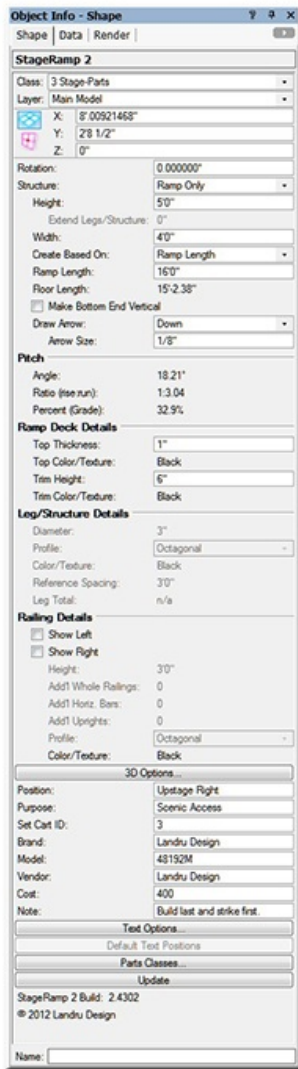 Object Info - Shape
Shape Data Render
StageRamp 2
Class: 3 Stage-Parts
Layer: Main Model
X: 8'.00921468"
Y: 2'8 1/2"
Z: 0"
Rotation: 0.000000°
Structure: Ramp Only
Height: 5'0"
Extend Legs/Structure: 0"
Width: 4'0"
Create Based On: Ramp Length
Ramp Length: 16'0"
Floor Length: 15'-2.38"
Make Bottom End Vertical
Draw Arrow: Down
Arrow Size: 1/8"
Pitch
Angle: 18.21°
Ratio (rise:run): 1:3.04
Percent (Grade): 32.9%
Ramp Deck Details
Top Thickness: 1"
Top Color/Texture: Black
Trim Height: 6"
Trim Color/Texture: Black
Leg/Structure Details
Diameter: 3"
Profile: Octagonal
Color/Texture: Black
Reference Spacing: 3'0"
Leg Total: n/a
Railing Details
Show Left
Show Right
Height: 3'0"
Add'l Whole Railings: 0
Add'l Horiz. Bars: 0
Add'l Uprights: 0
Profile: Octagonal
Color/Texture: Black
3D Options...
Position: Upstage Right
Purpose: Scenic Access
Set Cart ID: 3
Brand: Landru Design
Model: 48192M
Vendor: Landru Design
Cost: 400
Note: Build last and strike first.
Text Options...
Default Text Positions
Parts Classes...
Update
StageRamp 2 Build: 2.4302
© 2012 Landru Design
Name: